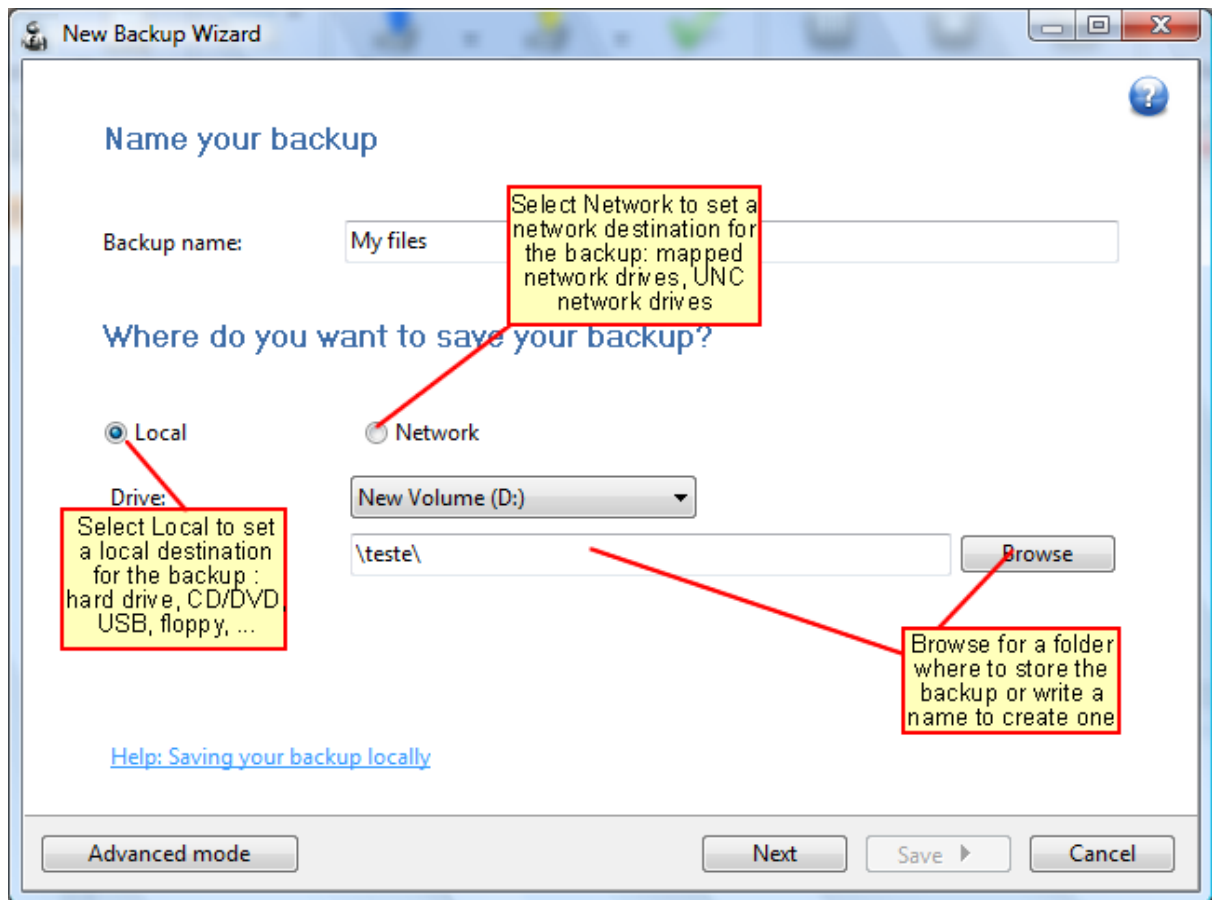 New Backup Wizard
Name your backup
Backup name:
My files
Select Network to set a
network destination for
the backup: mapped
network drives, UNC
network drives
Where do you want to save your backup?
Local
Network
Drive:
New Volume (D:)
Select Local to set
a local destination
for the backup :
hard drive, CD/DVD,
USB, floppy, ...
\teste\
Browse
Browse for a folder
where to store the
backup or write a
name to create one
Help: Saving your backup locally
Advanced mode
Next
Save
Cancel